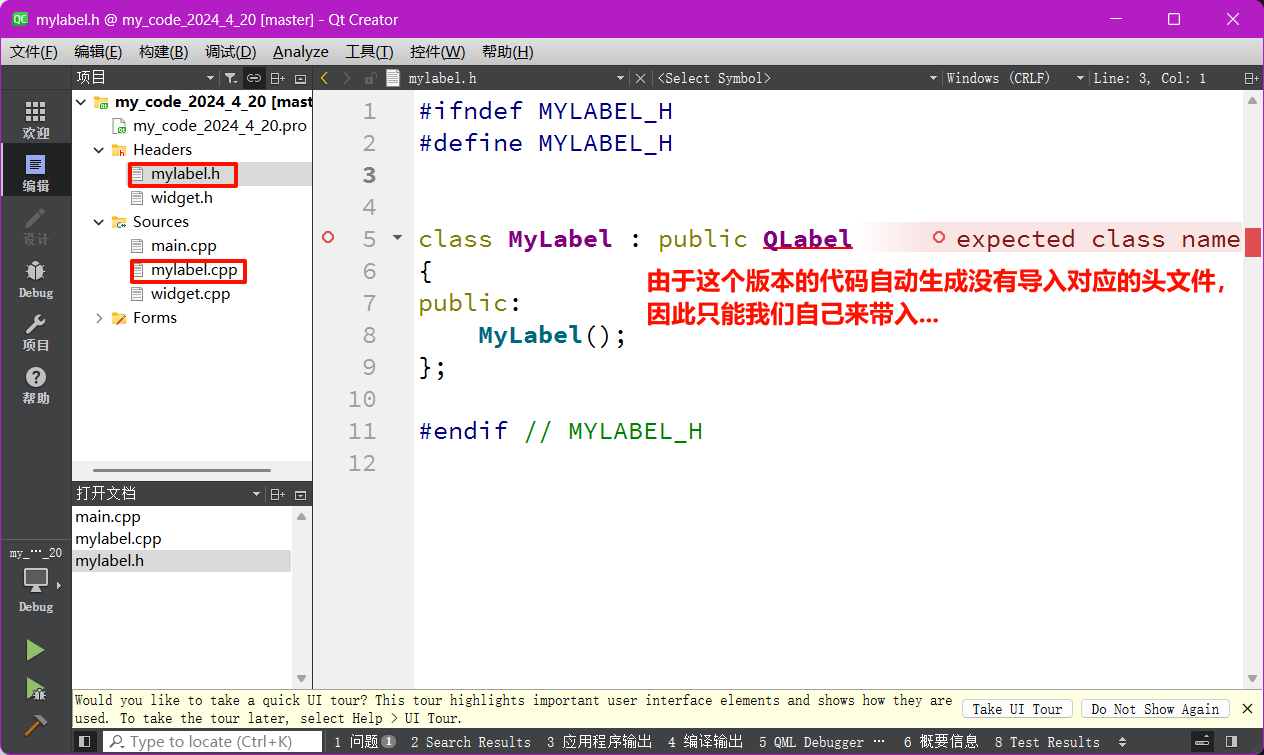 mylabel.h @ my_code_2024_4_20 [master] - Qt Creator
文件(F) 编辑(E) 构建(B) 调试(D) Analyze 工具(T) 控件(W) 帮助(H)
项目
mylabel.h
<Select Symbol>
Windows (CRLF)
Line: 3, Col: 1
欢迎
编辑
设计
Debug
项目
帮助
my_code_2024_4_20 [mast
my_code_2024_4_20.pro
Headers
mylabel.h
widget.h
Sources
main.cpp
mylabel.cpp
widget.cpp
Forms
1 #ifndef MYLABEL_H
2 #define MYLABEL_H
3
4
5 class MyLabel : public QLabel expected class name
6 {
7 public:
8 MyLabel();
9 };
10
11 #endif // MYLABEL_H
12
由于这个版本的代码自动生成没有导入对应的头文件，
因此只能我们自己来带入...
打开文档
main.cpp
mylabel.cpp
mylabel.h
my_···_20
Debug
Would you like to take a quick UI tour? This tour highlights important user interface elements and shows how they are
used. To take the tour later, select Help > UI Tour.
Take UI Tour
Do Not Show Again
Type to locate (Ctrl+K)
1 问题 1 2 Search Results 3 应用程序输出 4 编译输出 5 QML Debugger ··· 6 概要信息 8 Test Results